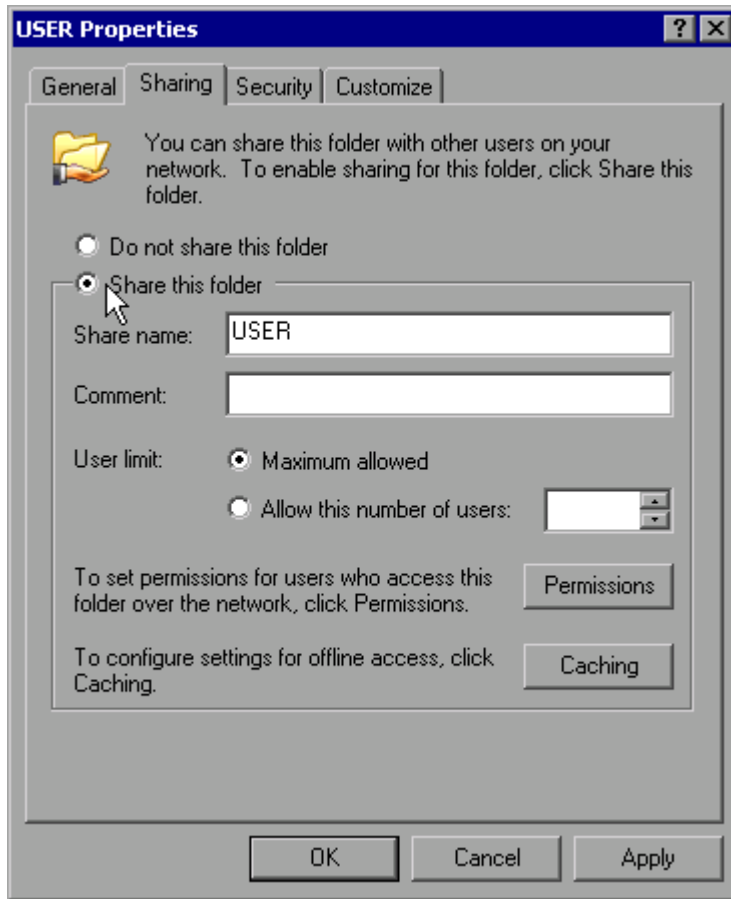 USER Properties
General Sharing Security Customize
You can share this folder with other users on your
network. To enable sharing for this folder, click Share this
folder.
Do not share this folder
Share this folder
Share name: USER
Comment:
User limit: Maximum allowed
Allow this number of users:
To set permissions for users who access this
folder over the network, click Permissions.
Permissions
To configure settings for offline access, click
Caching.
Caching
OK Cancel Apply